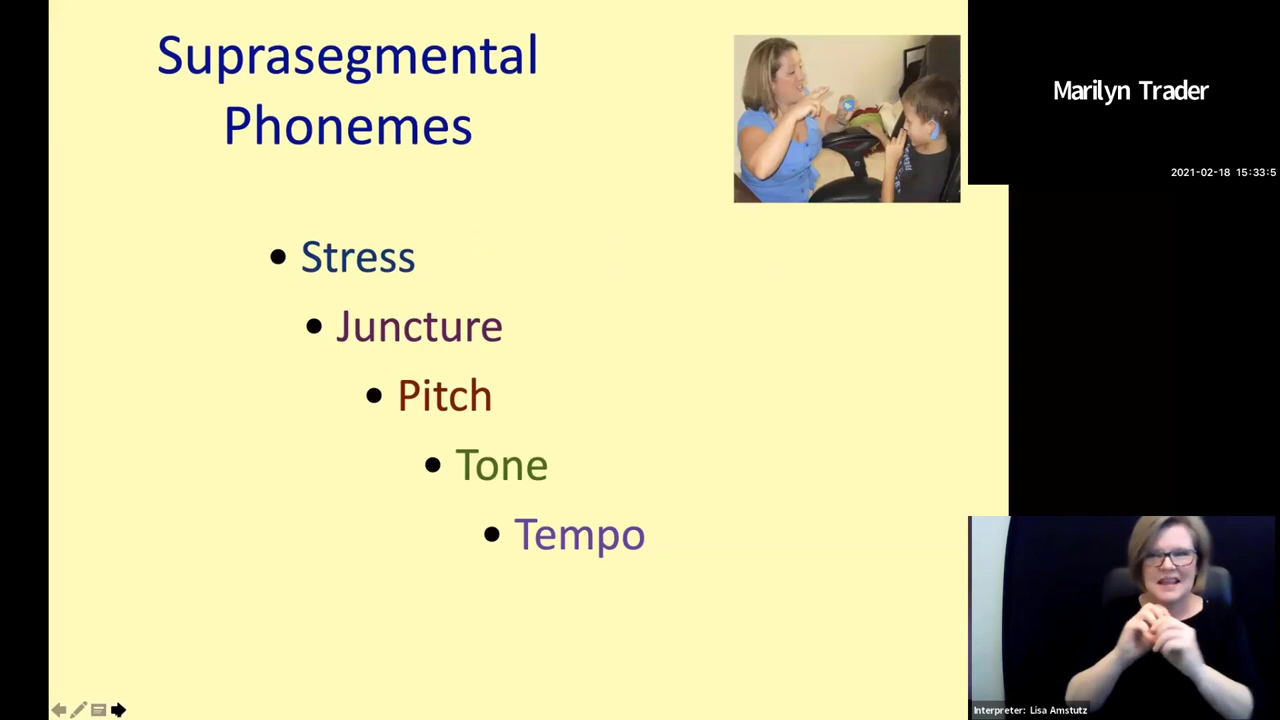 Suprasegmental
Phonemes
• Stress
• Juncture
• Pitch
• Tone
• Tempo
Marilyn Trader
2021-02-18 15:33:5
Interpreter: Lisa Amstutz